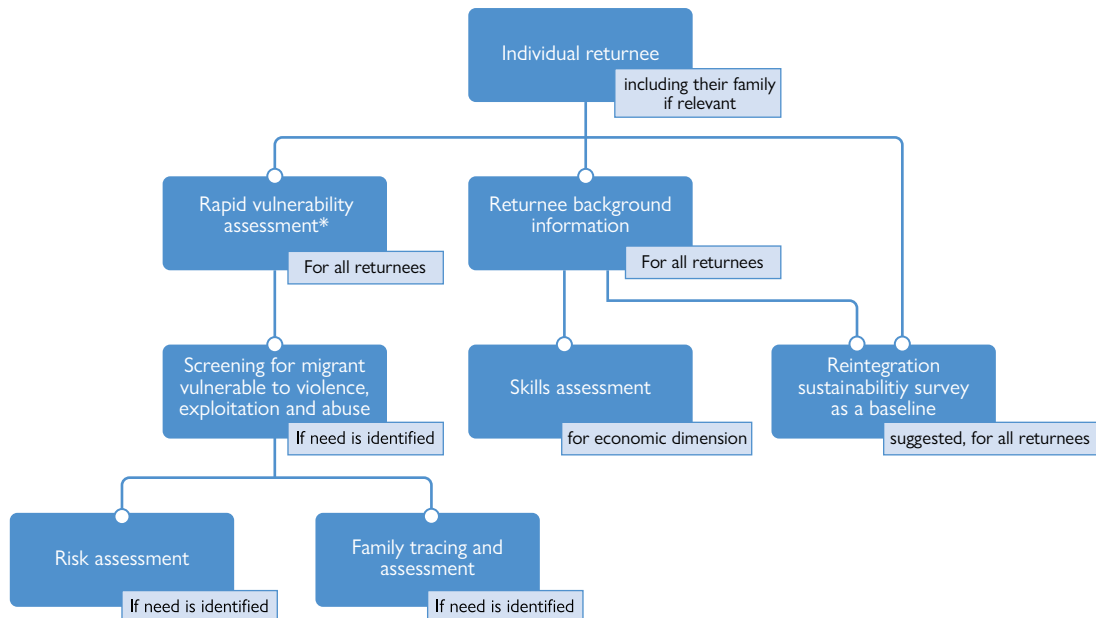 Individual returnee
including their family
if relevant
Rapid vulnerability
assessment*
For all returnees
Returnee background
information
For all returnees
Screening for migrant
vulnerable to violence,
exploitation and abuse
If need is identified
Skills assessment
for economic dimension
Reintegration
sustainabilitiy survey
as a baseline
suggested, for all returnees
Risk assessment
If need is identified
Family tracing and
assessment
If need is identified